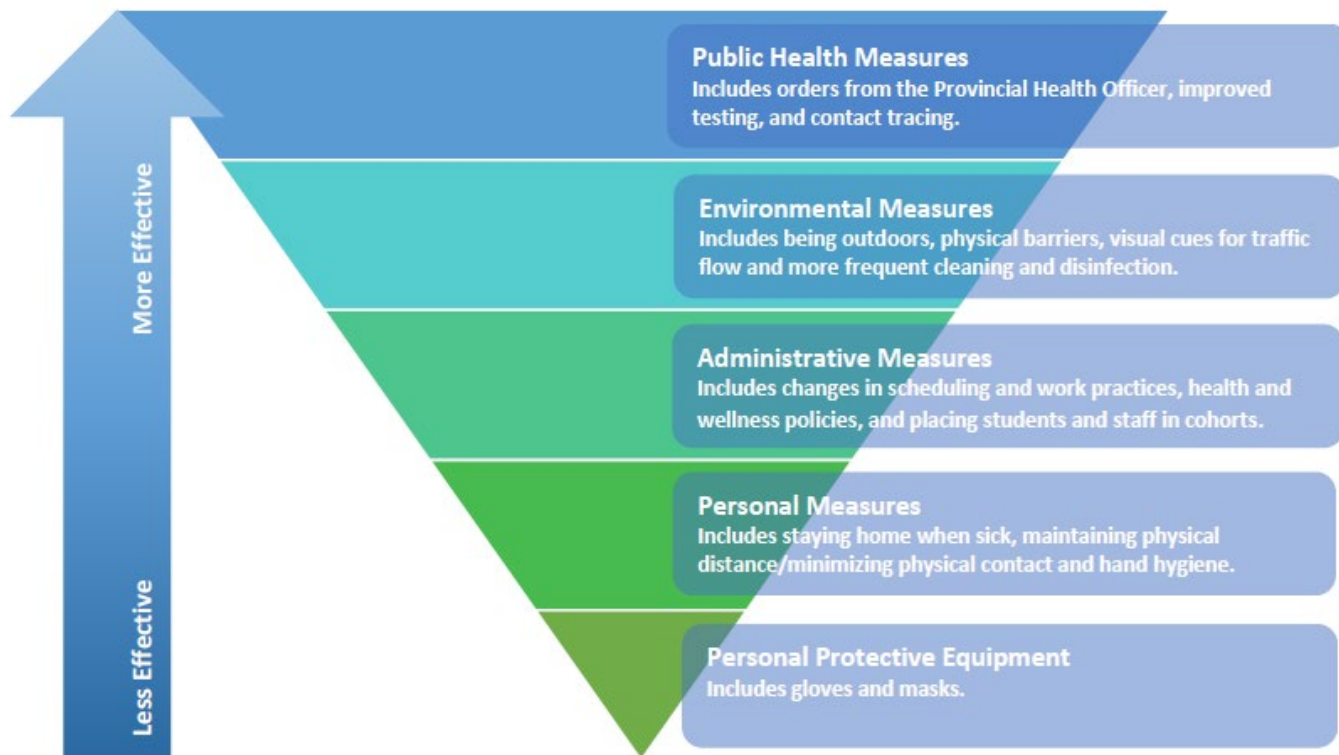 Public Health Measures
Includes orders from the Provincial Health Officer, improved
testing, and contact tracing.
Environmental Measures
Includes being outdoors, physical barriers, visual cues for traffic
flow and more frequent cleaning and disinfection.
More Effective
Administrative Measures
Includes changes in scheduling and work practices, health and
wellness policies, and placing students and staff in cohorts.
Personal Measures
Includes staying home when sick, maintaining physical
distance/minimizing physical contact and hand hygiene.
Less Effective
Personal Protective Equipment
Includes gloves and masks.